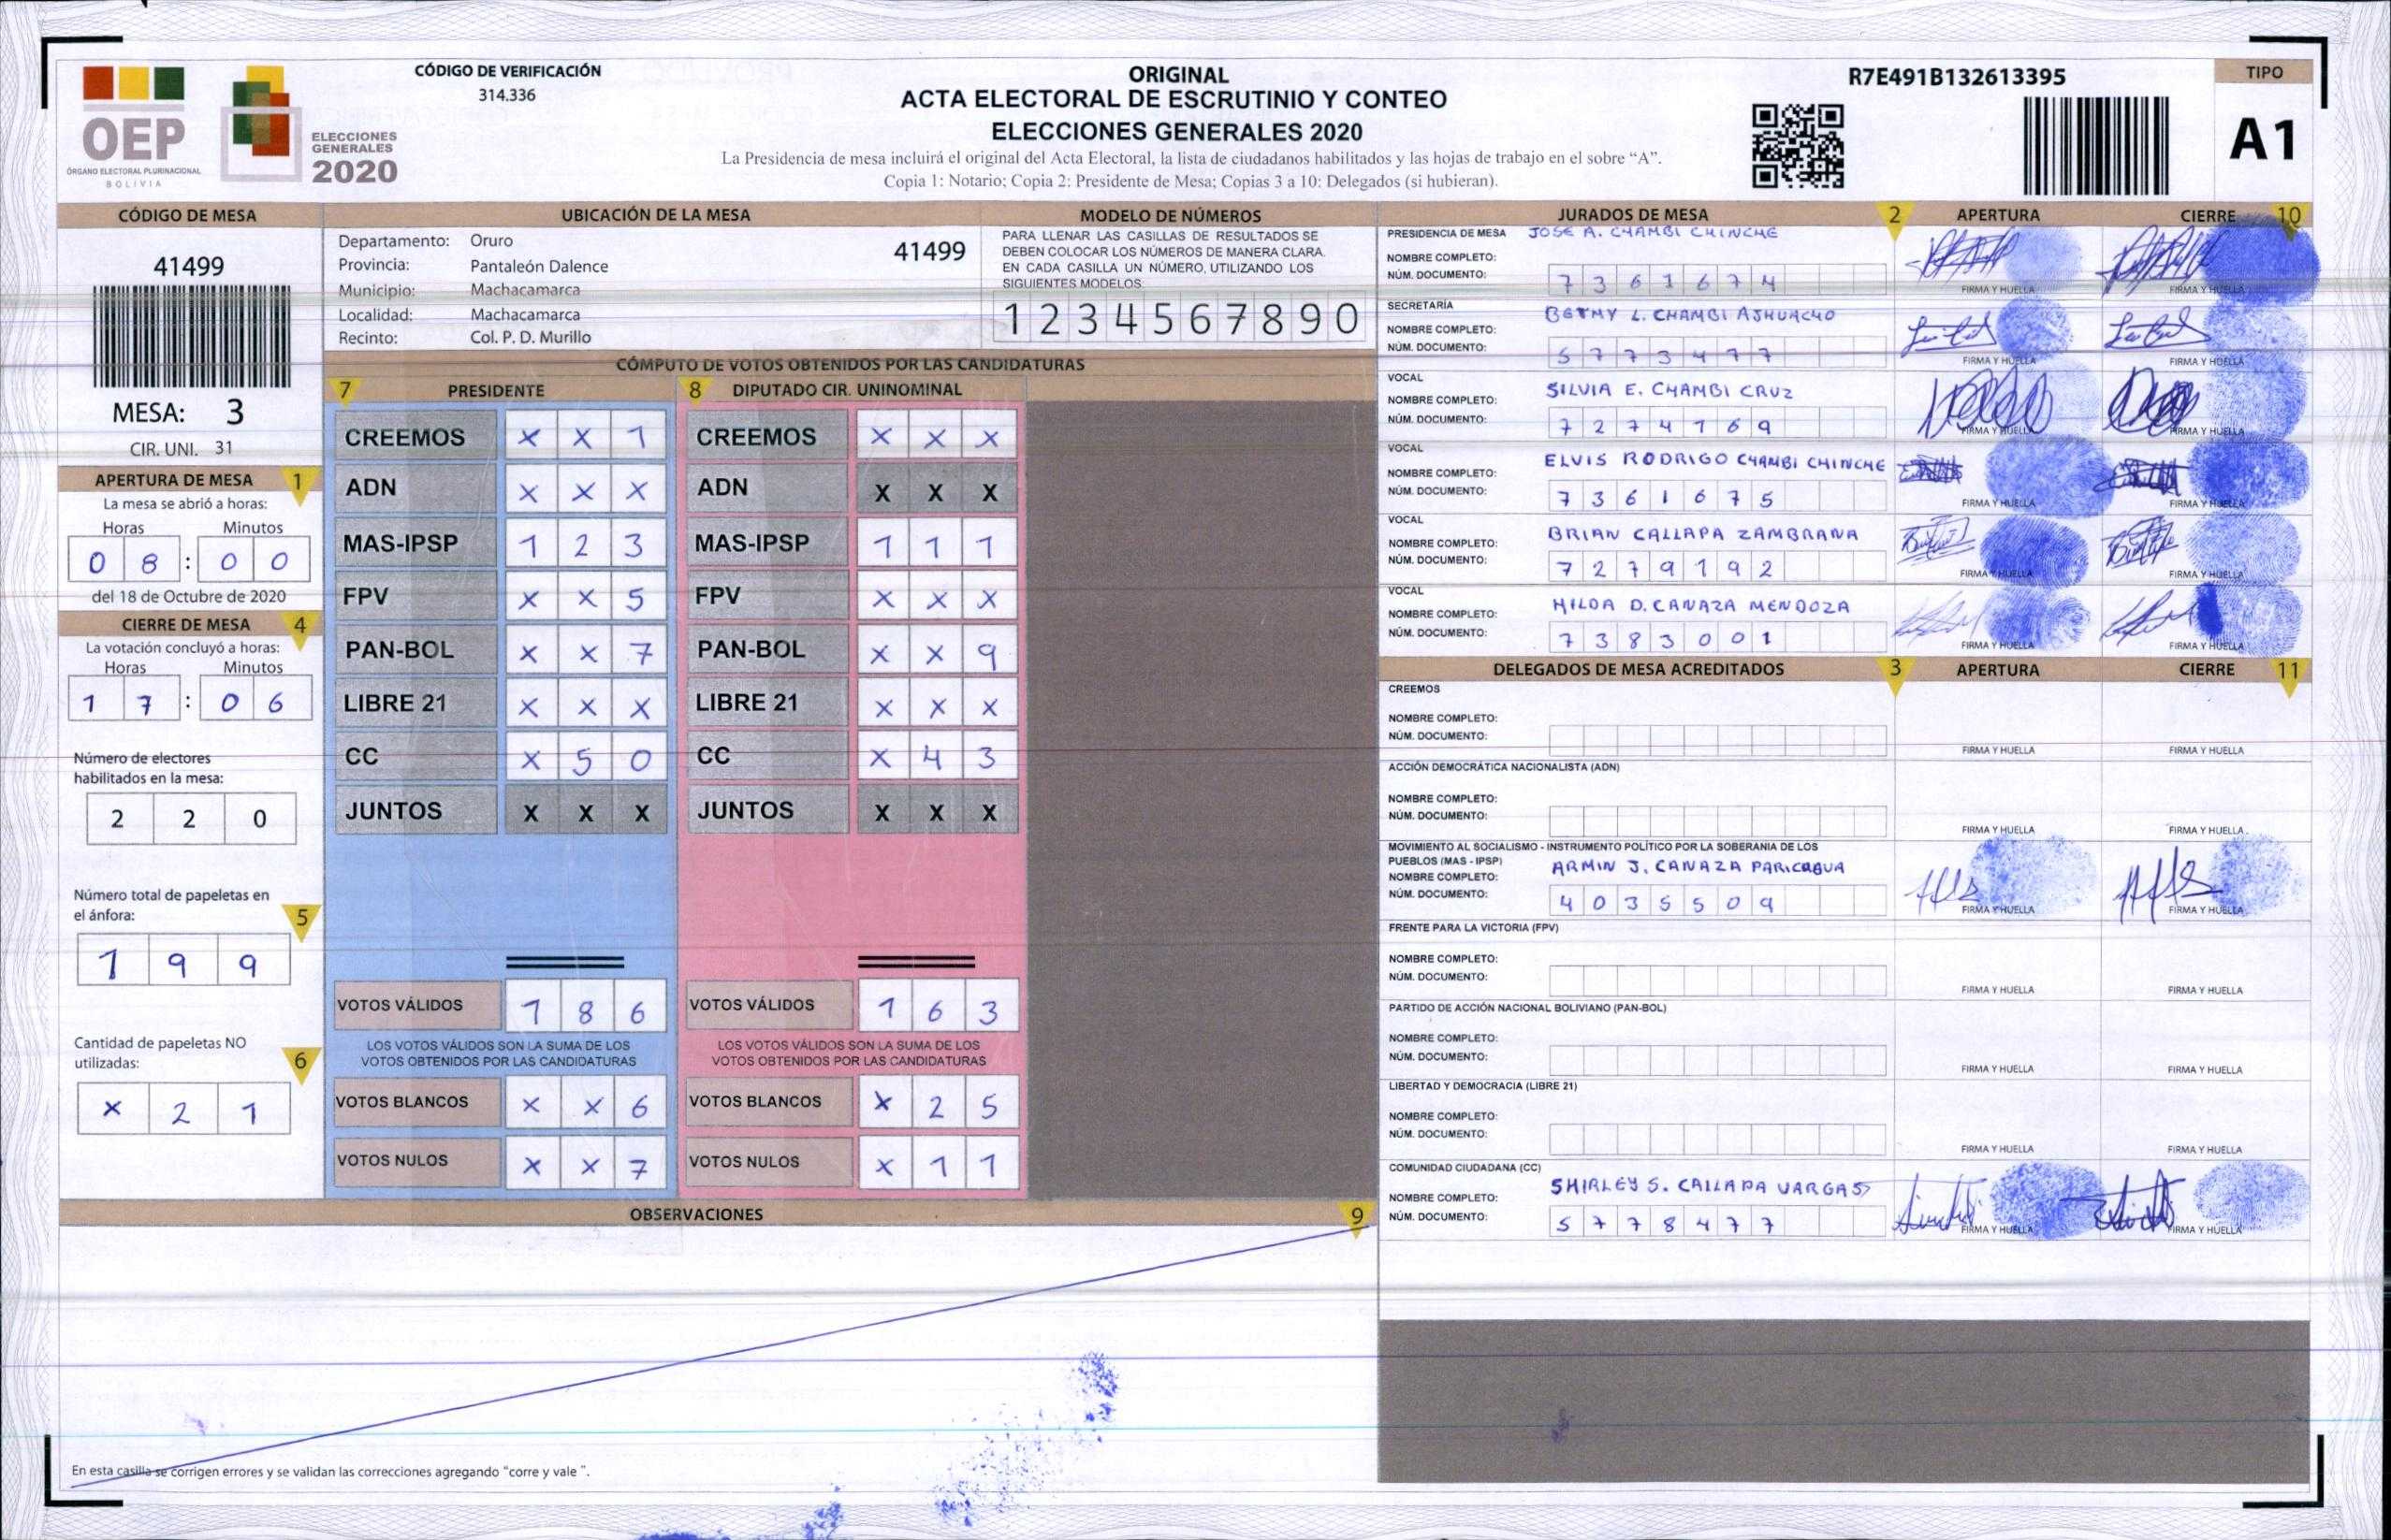 CÓDIGO DE VERIFICACIÓN
314.336
ORIGINAL
ACTA ELECTORAL DE ESCRUTINIO Y CONTEO
ELECCIONES GENERALES 2020
La Presidencia de mesa incluirá el original del Acta Electoral, la lista de ciudadanos habilitados y las hojas de trabajo en el sobre “A”.
Copia 1: Notario; Copia 2: Presidente de Mesa; Copias 3 a 10: Delegados (si hubieran).
R7E491B132613395
TIPO
A1
OEP
ÓRGANO ELECTORAL PLURINACIONAL
BOLIVIA
ELECCIONES
GENERALES
2020
CÓDIGO DE MESA
41499
MESA: 3
CIR. UNI. 31
APERTURA DE MESA 1
La mesa se abrió a horas:
Horas Minutos
0 8 : 0 0
del 18 de Octubre de 2020
CIERRE DE MESA 4
La votación concluyó a horas:
Horas Minutos
1 7 : 0 6
Número de electores
habilitados en la mesa:
2 2 0
Número total de papeletas en
el ánfora: 5
1 9 9
Cantidad de papeletas NO
utilizadas: 6
X 2 1
UBICACIÓN DE LA MESA
Departamento: Oruro
41499
Provincia: Pantaleón Dalence
Municipio: Machacamarca
Localidad: Machacamarca
Recinto: Col. P. D. Murillo
MODELO DE NÚMEROS
PARA LLENAR LAS CASILLAS DE RESULTADOS SE
DEBEN COLOCAR LOS NÚMEROS DE MANERA CLARA.
EN CADA CASILLA UN NÚMERO, UTILIZANDO LOS
SIGUIENTES MODELOS:
1 2 3 4 5 6 7 8 9 0
CÓMPUTO DE VOTOS OBTENIDOS POR LAS CANDIDATURAS
7 PRESIDENTE
CREEMOS X X 1
ADN X X X
MAS-IPSP 1 2 3
FPV X X 5
PAN-BOL X X 7
LIBRE 21 X X X
CC X 5 0
JUNTOS X X X
VOTOS VÁLIDOS 1 8 6
LOS VOTOS VÁLIDOS SON LA SUMA DE LOS
VOTOS OBTENIDOS POR LAS CANDIDATURAS
VOTOS BLANCOS X X 6
VOTOS NULOS X X 7
8 DIPUTADO CIR. UNINOMINAL
CREEMOS X X X
ADN X X X
MAS-IPSP 1 1 1
FPV X X X
PAN-BOL X X 9
LIBRE 21 X X X
CC X 4 3
JUNTOS X X X
VOTOS VÁLIDOS 1 6 3
LOS VOTOS VÁLIDOS SON LA SUMA DE LOS
VOTOS OBTENIDOS POR LAS CANDIDATURAS
VOTOS BLANCOS X 2 5
VOTOS NULOS X 1 1
OBSERVACIONES 9
En esta casilla se corrigen errores y se validan las correcciones agregando “corre y vale ”.
JURADOS DE MESA 2 APERTURA CIERRE 10
PRESIDENCIA DE MESA JOSE A. CHAMBI CHINCHE
NOMBRE COMPLETO:
NÚM. DOCUMENTO: 7 3 6 1 6 7 4
FIRMA Y HUELLA FIRMA Y HUELLA
SECRETARÍA
BETHY L. CHAMBI AJHUACHO
NOMBRE COMPLETO:
NÚM. DOCUMENTO: 5 7 7 3 4 7 7
FIRMA Y HUELLA FIRMA Y HUELLA
VOCAL
SILVIA E. CHAMBI CRUZ
NOMBRE COMPLETO:
NÚM. DOCUMENTO: 7 2 7 4 7 6 9
FIRMA Y HUELLA FIRMA Y HUELLA
VOCAL
ELVIS RODRIGO CHAMBI CHINCHE
NOMBRE COMPLETO:
NÚM. DOCUMENTO: 7 3 6 1 6 7 5
FIRMA Y HUELLA FIRMA Y HUELLA
VOCAL
BRIAN CALLAPA ZAMBRANA
NOMBRE COMPLETO:
NÚM. DOCUMENTO: 7 2 7 9 1 9 2
FIRMA Y HUELLA FIRMA Y HUELLA
VOCAL
HILDA D. CANAZA MENDOZA
NOMBRE COMPLETO:
NÚM. DOCUMENTO: 7 3 8 3 0 0 1
FIRMA Y HUELLA FIRMA Y HUELLA
DELEGADOS DE MESA ACREDITADOS 3 APERTURA CIERRE 11
CREEMOS
NOMBRE COMPLETO:
NÚM. DOCUMENTO:
FIRMA Y HUELLA FIRMA Y HUELLA
ACCIÓN DEMOCRÁTICA NACIONALISTA (ADN)
NOMBRE COMPLETO:
NÚM. DOCUMENTO:
FIRMA Y HUELLA FIRMA Y HUELLA
MOVIMIENTO AL SOCIALISMO - INSTRUMENTO POLÍTICO POR LA SOBERANIA DE LOS
PUEBLOS (MAS - IPSP) ARMIN J. CANAZA PARICAGUA
NOMBRE COMPLETO:
NÚM. DOCUMENTO: 4 0 3 5 5 0 9
FIRMA Y HUELLA FIRMA Y HUELLA
FRENTE PARA LA VICTORIA (FPV)
NOMBRE COMPLETO:
NÚM. DOCUMENTO:
FIRMA Y HUELLA FIRMA Y HUELLA
PARTIDO DE ACCIÓN NACIONAL BOLIVIANO (PAN-BOL)
NOMBRE COMPLETO:
NÚM. DOCUMENTO:
FIRMA Y HUELLA FIRMA Y HUELLA
LIBERTAD Y DEMOCRACIA (LIBRE 21)
NOMBRE COMPLETO:
NÚM. DOCUMENTO:
FIRMA Y HUELLA FIRMA Y HUELLA
COMUNIDAD CIUDADANA (CC)
SHIRLEY S. CALLAPA VARGAS
NOMBRE COMPLETO:
NÚM. DOCUMENTO: 5 7 7 8 4 7 7
FIRMA Y HUELLA FIRMA Y HUELLA